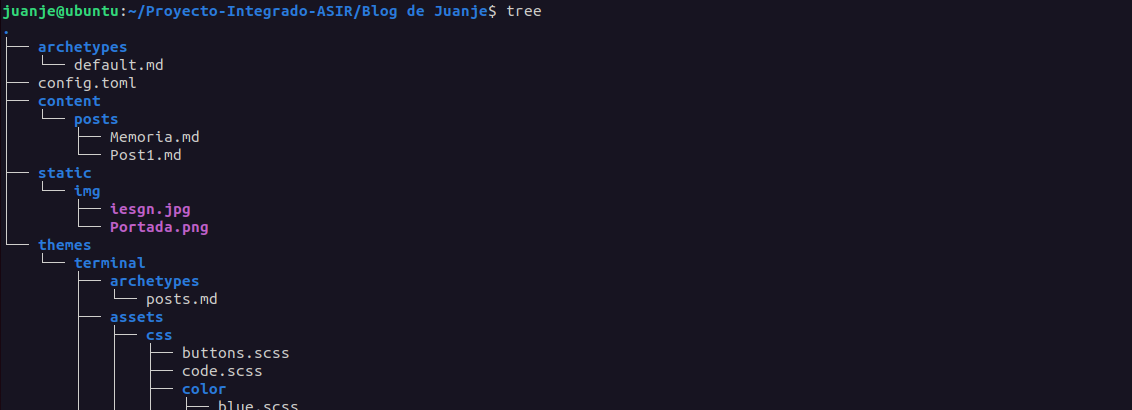 juanje@ubuntu:~/Proyecto-Integrado-ASIR/Blog de Juanje$ tree
.
├── archetypes
│   └── default.md
├── config.toml
├── content
│   └── posts
│       ├── Memoria.md
│       └── Post1.md
├── static
│   └── img
│       ├── iesgn.jpg
│       └── Portada.png
└── themes
    └── terminal
        ├── archetypes
        │   └── posts.md
        ├── assets
        │   ├── css
        │   │   ├── buttons.scss
        │   │   ├── code.scss
        │   │   ├── color
        │   │   │   ├── blue.scss